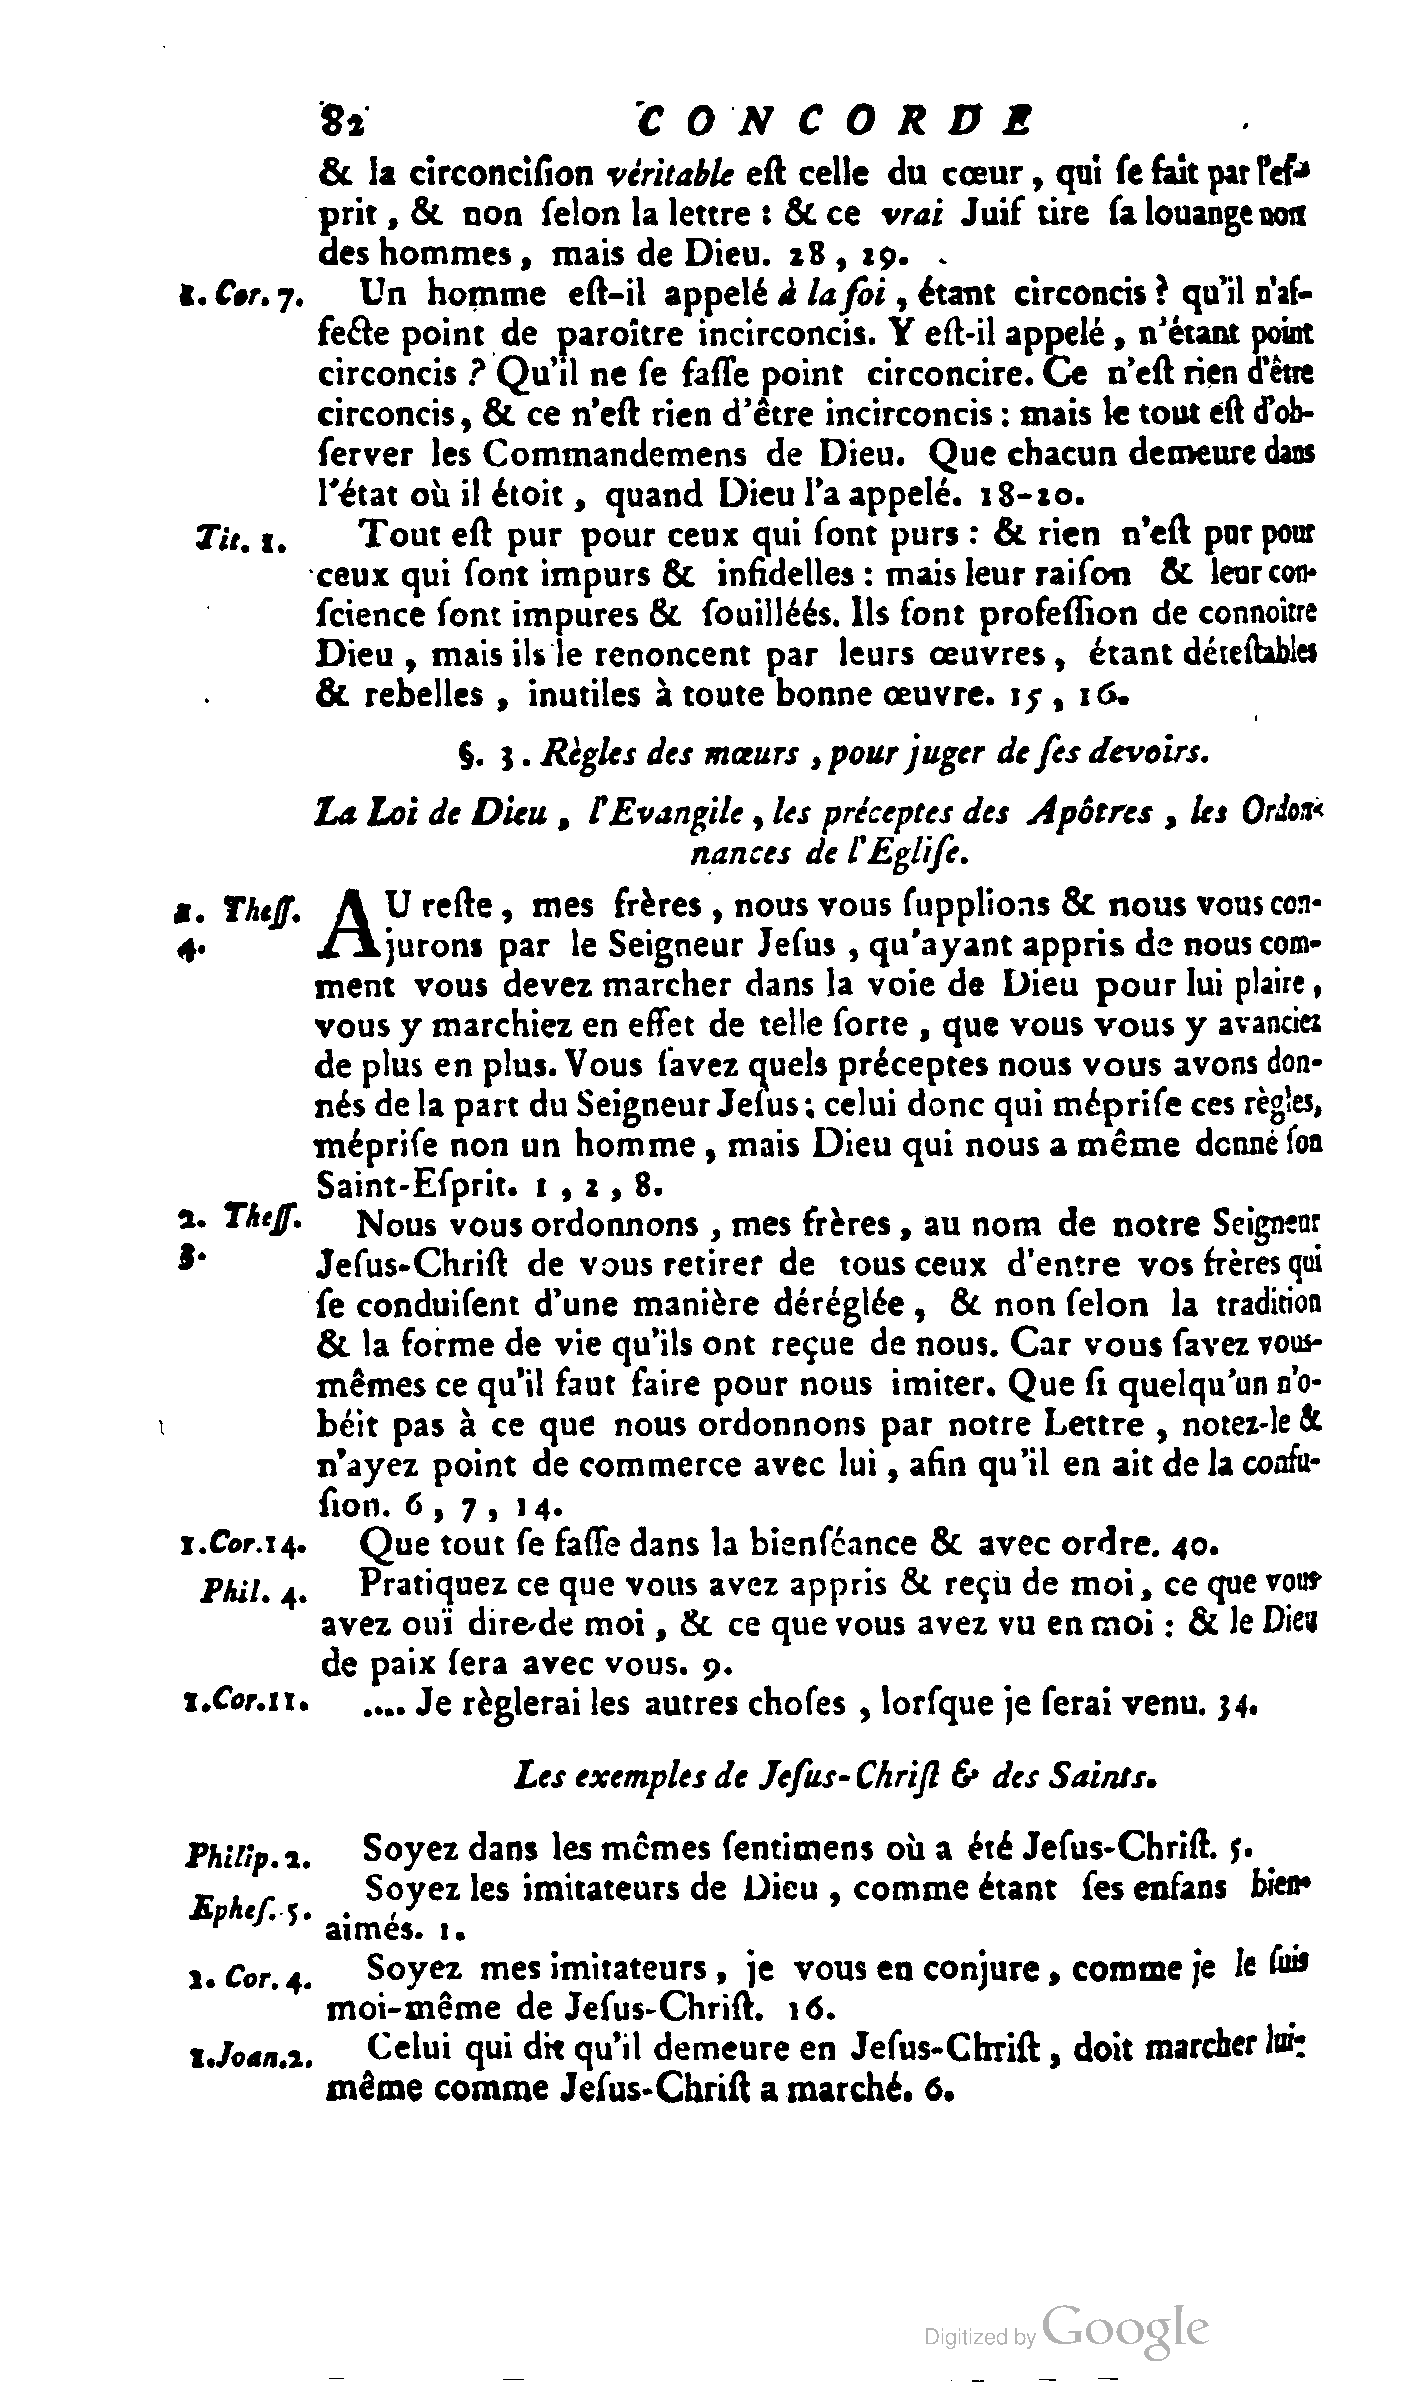 82 CONCORDE
& la circonciſion véritable eſt celle du cœur, qui ſe fait par l'eſ-
prit, & non ſelon la lettre : & ce vrai Juif tire ſa louange non
des hommes, mais de Dieu. 28, 29.
1. Cor. 7. Un homme eſt-il appelé à la foi, étant circoncis ? qu'il n'af-
fecte point de paroître incirconcis. Y eſt-il appelé, n'étant point
circoncis ? Qu'il ne ſe faſſe point circoncire. Ce n'eſt rien d'être
circoncis, & ce n'eſt rien d'être incirconcis : mais le tout eſt d'ob-
ſerver les Commandemens de Dieu. Que chacun demeure dans
l'état où il étoit, quand Dieu l'a appelé. 18-20.
Tit. 1. Tout eſt pur pour ceux qui ſont purs : & rien n'eſt pur pour
ceux qui ſont impurs & infidelles : mais leur raiſon & leur con-
ſcience ſont impures & ſouilléés. Ils font profeſſion de connoître
Dieu, mais ils le renoncent par leurs œuvres, étant déteſtables
& rebelles, inutiles à toute bonne œuvre. 15, 16.
§. 3. Règles des mœurs, pour juger de ſes devoirs.
La Loi de Dieu, l'Evangile, les préceptes des Apôtres, les Ordon-
nances de l'Egliſe.
1. Theſſ. AU reſte, mes frères, nous vous ſupplions & nous vous con-
4. jurons par le Seigneur Jeſus, qu'ayant appris de nous com-
ment vous devez marcher dans la voie de Dieu pour lui plaire,
vous y marchiez en effet de telle ſorte, que vous vous y avanciez
de plus en plus. Vous ſavez quels préceptes nous vous avons don-
nés de la part du Seigneur Jeſus ; celui donc qui mépriſe ces règles,
mépriſe non un homme, mais Dieu qui nous a même donné ſon
Saint-Eſprit. 1, 2, 8.
2. Theſſ. Nous vous ordonnons, mes frères, au nom de notre Seigneur
3. Jeſus-Chriſt de vous retirer de tous ceux d'entre vos frères qui
ſe conduiſent d'une manière déréglée, & non ſelon la tradition
& la forme de vie qu'ils ont reçue de nous. Car vous ſavez vous-
mêmes ce qu'il faut faire pour nous imiter. Que ſi quelqu'un n'o-
béit pas à ce que nous ordonnons par notre Lettre, notez-le &
n'ayez point de commerce avec lui, afin qu'il en ait de la confu-
ſion. 6, 7, 14.
1. Cor. 14. Que tout ſe faſſe dans la bienſéance & avec ordre. 40.
Phil. 4. Pratiquez ce que vous avez appris & reçu de moi, ce que vous
avez ouï dire de moi, & ce que vous avez vu en moi : & le Dieu
de paix ſera avec vous. 9.
1. Cor. 11. .... Je règlerai les autres choſes, lorſque je ſerai venu. 34.
Les exemples de Jeſus-Chriſt & des Saints.
Philip. 2. Soyez dans les mêmes ſentimens où a été Jeſus-Chriſt. 5.
Epheſ. 5. Soyez les imitateurs de Dieu, comme étant ſes enfans bien-
aimés. 1.
1. Cor. 4. Soyez mes imitateurs, je vous en conjure, comme je le ſuis
moi-même de Jeſus-Chriſt. 16.
1. Joan. 2. Celui qui dit qu'il demeure en Jeſus-Chriſt, doit marcher lui-
même comme Jeſus-Chriſt a marché. 6.
Digitized by Google